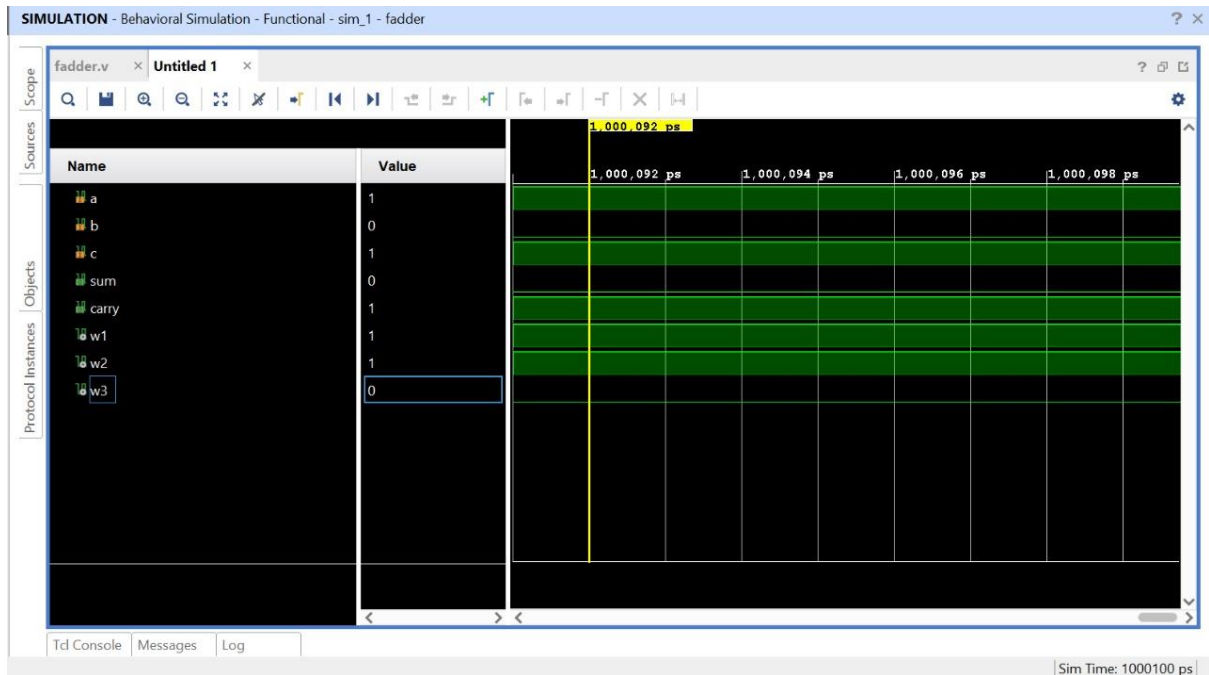 SIMULATION - Behavioral Simulation - Functional - sim_1 - fadder
Scope
Sources
Objects
Protocol Instances
fadder.v
Untitled 1
1,000,092 ps
Name Value
1,000,092 ps 1,000,094 ps 1,000,096 ps 1,000,098 ps
a 1
b 0
c 1
sum 0
carry 1
w1 1
w2 1
w3 0
Tcl Console Messages Log
Sim Time: 1000100 ps